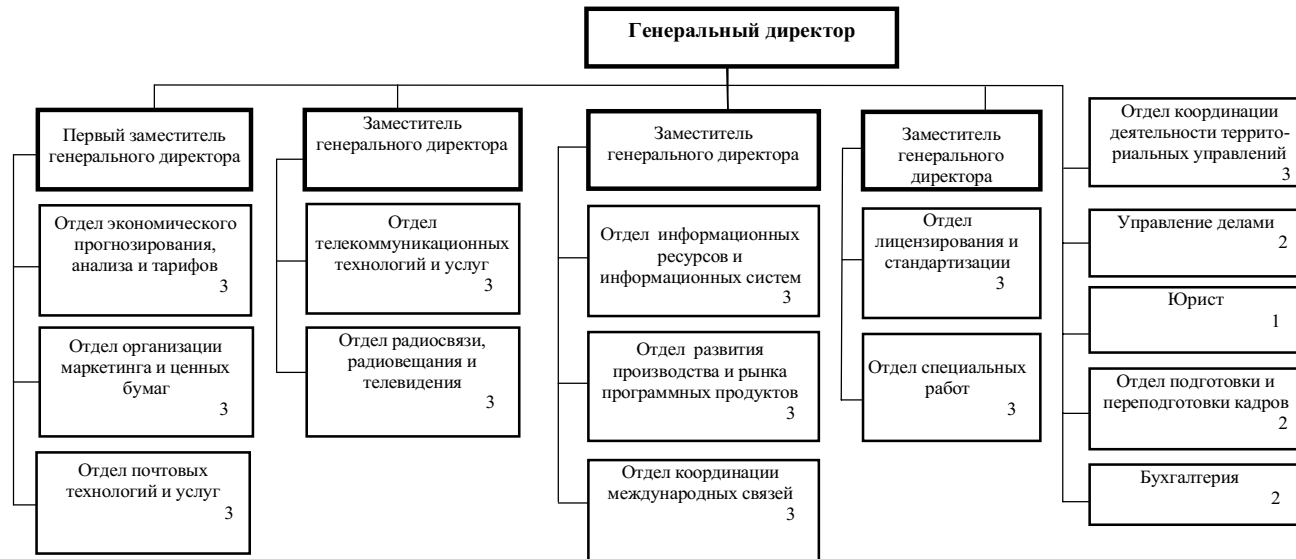 Генеральный директор
Первый заместитель
генерального директора
Отдел экономического
прогнозирования,
анализа и тарифов
3
Отдел организации
маркетинга и ценных
бумаг
3
Отдел почтовых
технологий и услуг
3
Заместитель
генерального директора
Отдел
телекоммуникационных
технологий и услуг
3
Отдел радиосвязи,
радиовещания и
телевидения
3
Заместитель
генерального директора
Отдел информационных
ресурсов и
информационных систем
3
Отдел развития
производства и рынка
программных продуктов
3
Отдел координации
международных связей
3
Заместитель
генерального
директора
Отдел
лицензирования и
стандартизации
3
Отдел специальных
работ
3
Отдел координации
деятельности террито-
риальных управлений
3
Управление делами
2
Юрист
1
Отдел подготовки и
переподготовки кадров
2
Бухгалтерия
2